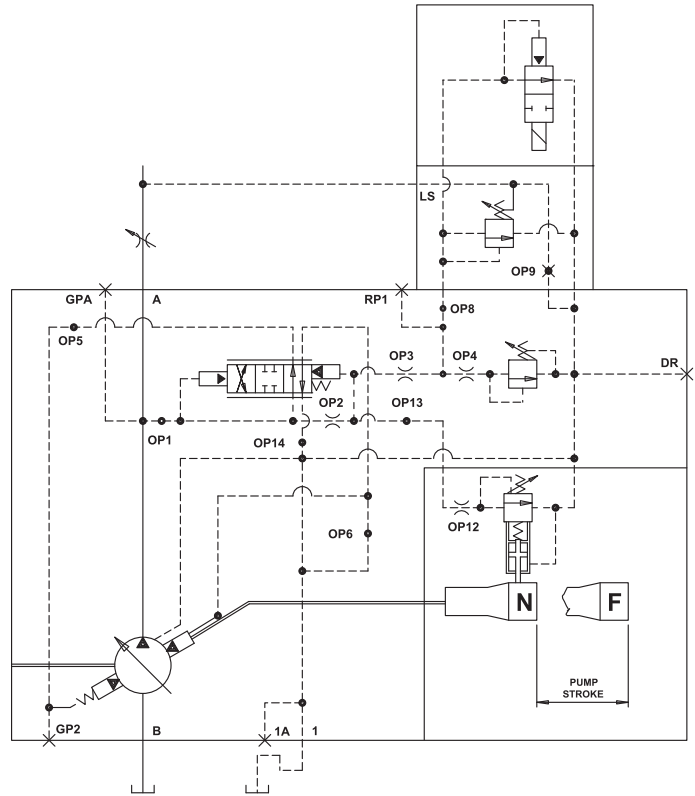 LS
OP9
GPA
A
RP1
OP8
OP5
OP3
OP4
DR
OP2
OP13
OP1
OP14
OP12
OP6
N
F
PUMP
STROKE
GP2
B
1A
1